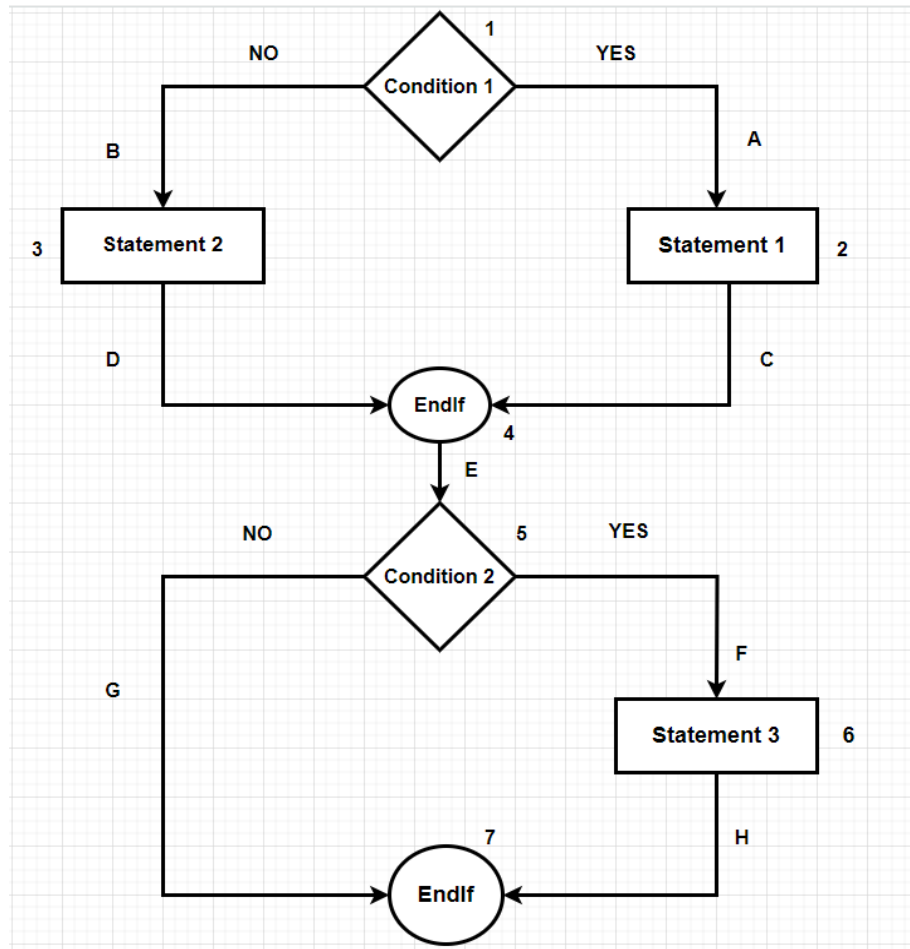 1
NO
YES
Condition 1
B
A
3
Statement 2
Statement 1
2
D
C
EndIf
4
E
NO
5
YES
Condition 2
F
G
Statement 3
6
7
H
EndIf